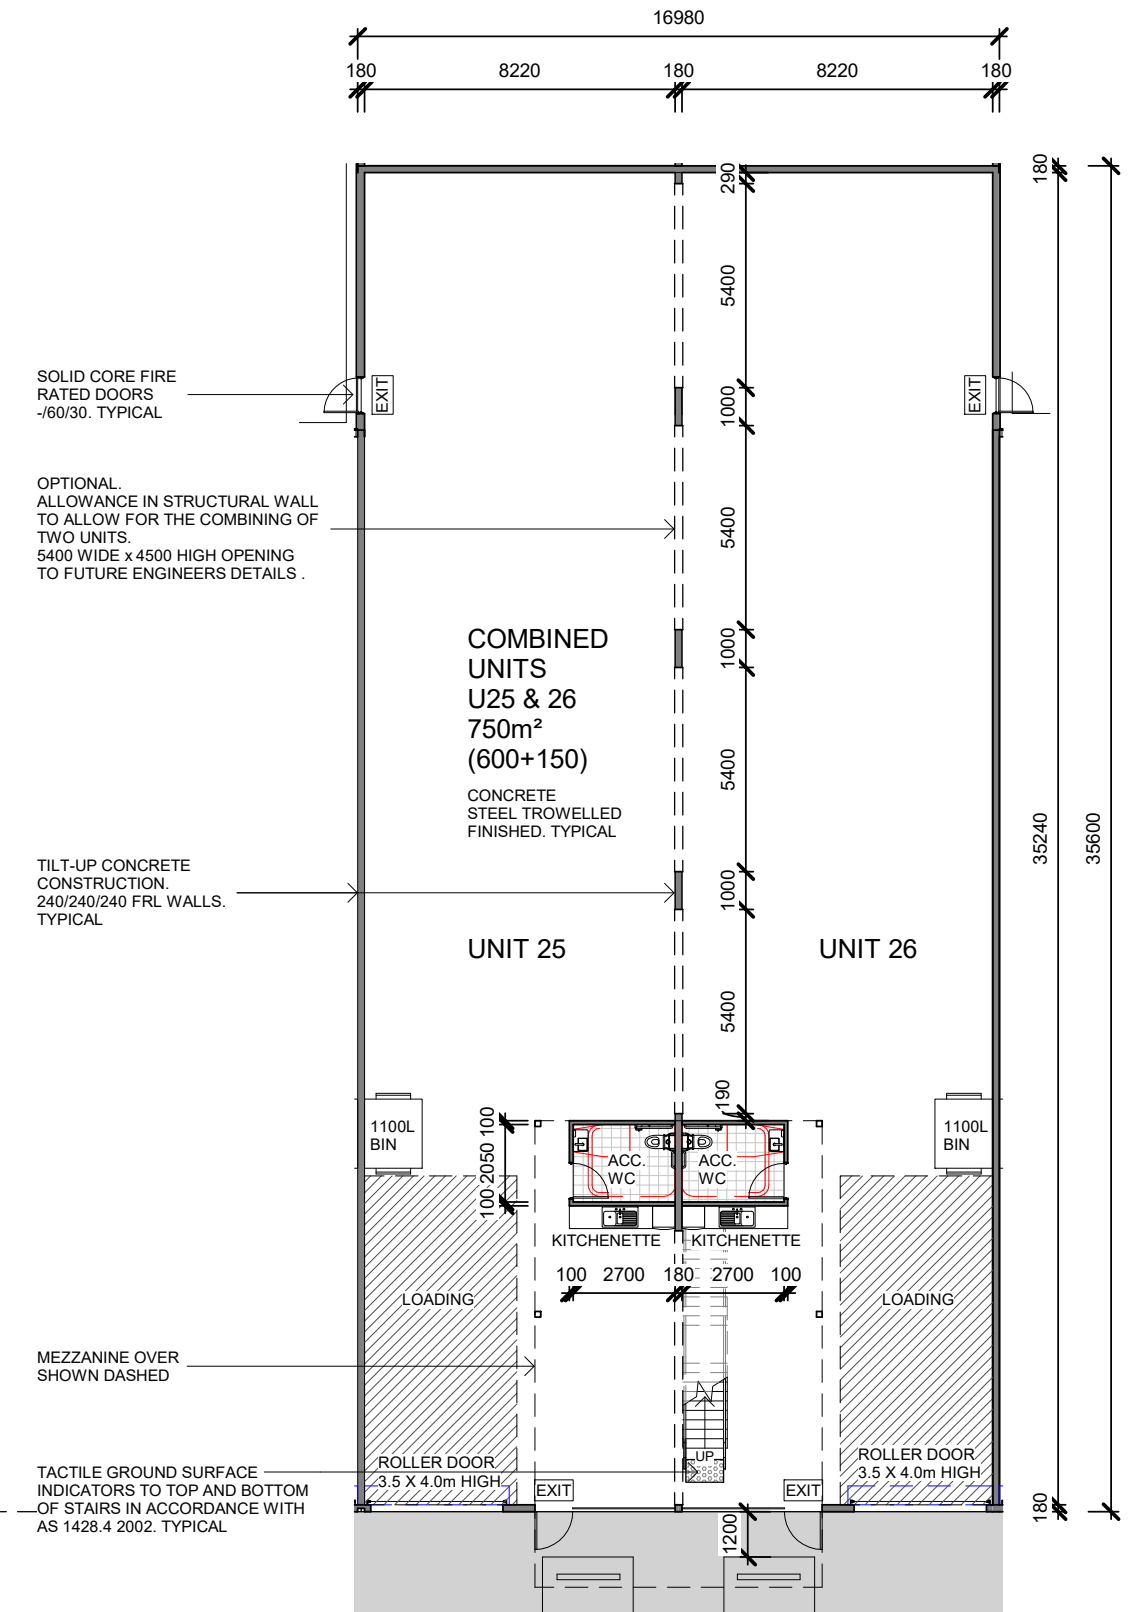 16980
180 8220 180 8220 180
290
180
5400
SOLID CORE FIRE
RATED DOORS
-/60/30. TYPICAL
EXIT
EXIT
1000
OPTIONAL.
ALLOWANCE IN STRUCTURAL WALL
TO ALLOW FOR THE COMBINING OF
TWO UNITS.
5400 WIDE x 4500 HIGH OPENING
TO FUTURE ENGINEERS DETAILS .
5400
COMBINED
UNITS
U25 & 26
750m²
(600+150)
CONCRETE
STEEL TROWELLED
FINISHED. TYPICAL
1000
5400
35240
35600
TILT-UP CONCRETE
CONSTRUCTION.
240/240/240 FRL WALLS.
TYPICAL
1000
UNIT 25
UNIT 26
5400
190
1100L
BIN
100
2050
100
ACC.
WC
ACC.
WC
1100L
BIN
KITCHENETTE
KITCHENETTE
100 2700 180 2700 100
LOADING
LOADING
MEZZANINE OVER
SHOWN DASHED
UP
ROLLER DOOR
3.5 X 4.0m HIGH
ROLLER DOOR
3.5 X 4.0m HIGH
TACTILE GROUND SURFACE
INDICATORS TO TOP AND BOTTOM
OF STAIRS IN ACCORDANCE WITH
AS 1428.4 2002. TYPICAL
EXIT
EXIT
180
1200